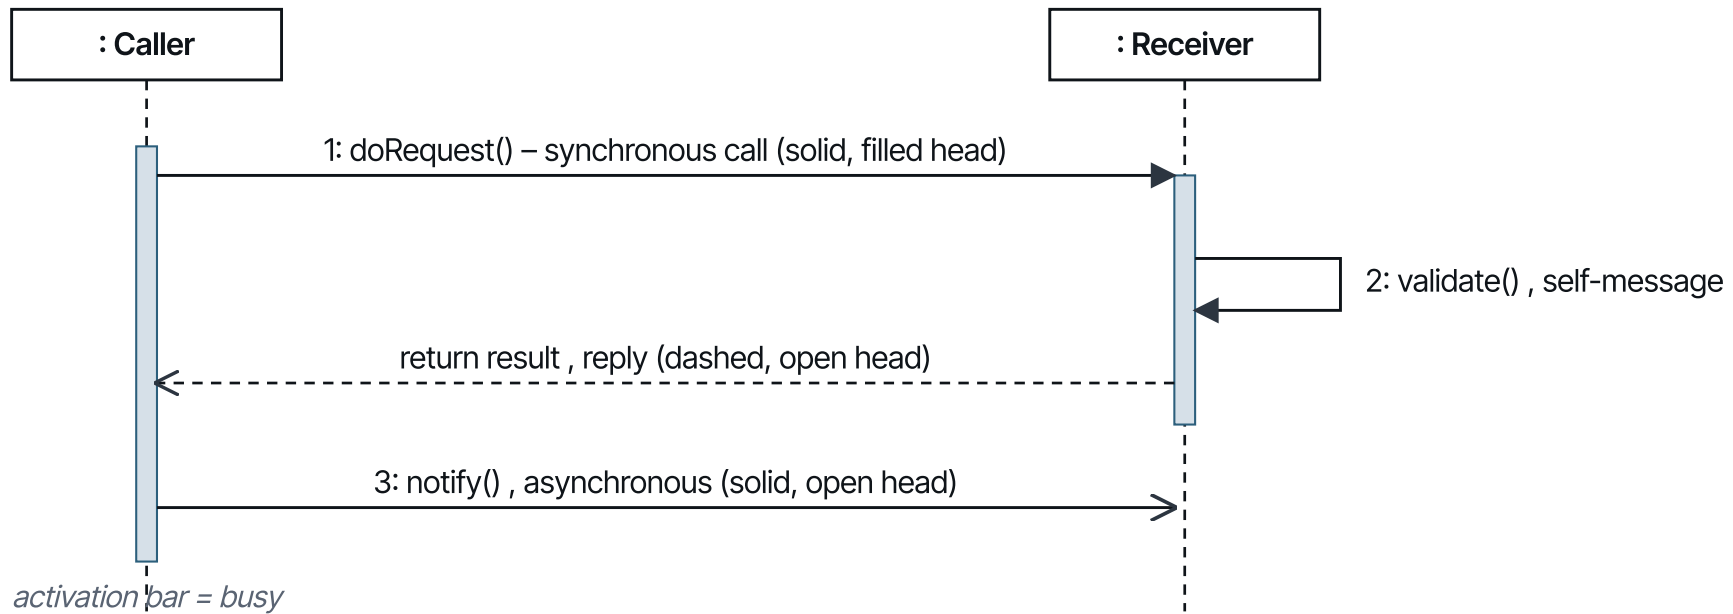 : Caller
: Receiver
1: doRequest() – synchronous call (solid, filled head)
2: validate() , self-message
return result , reply (dashed, open head)
3: notify() , asynchronous (solid, open head)
activation bar = busy